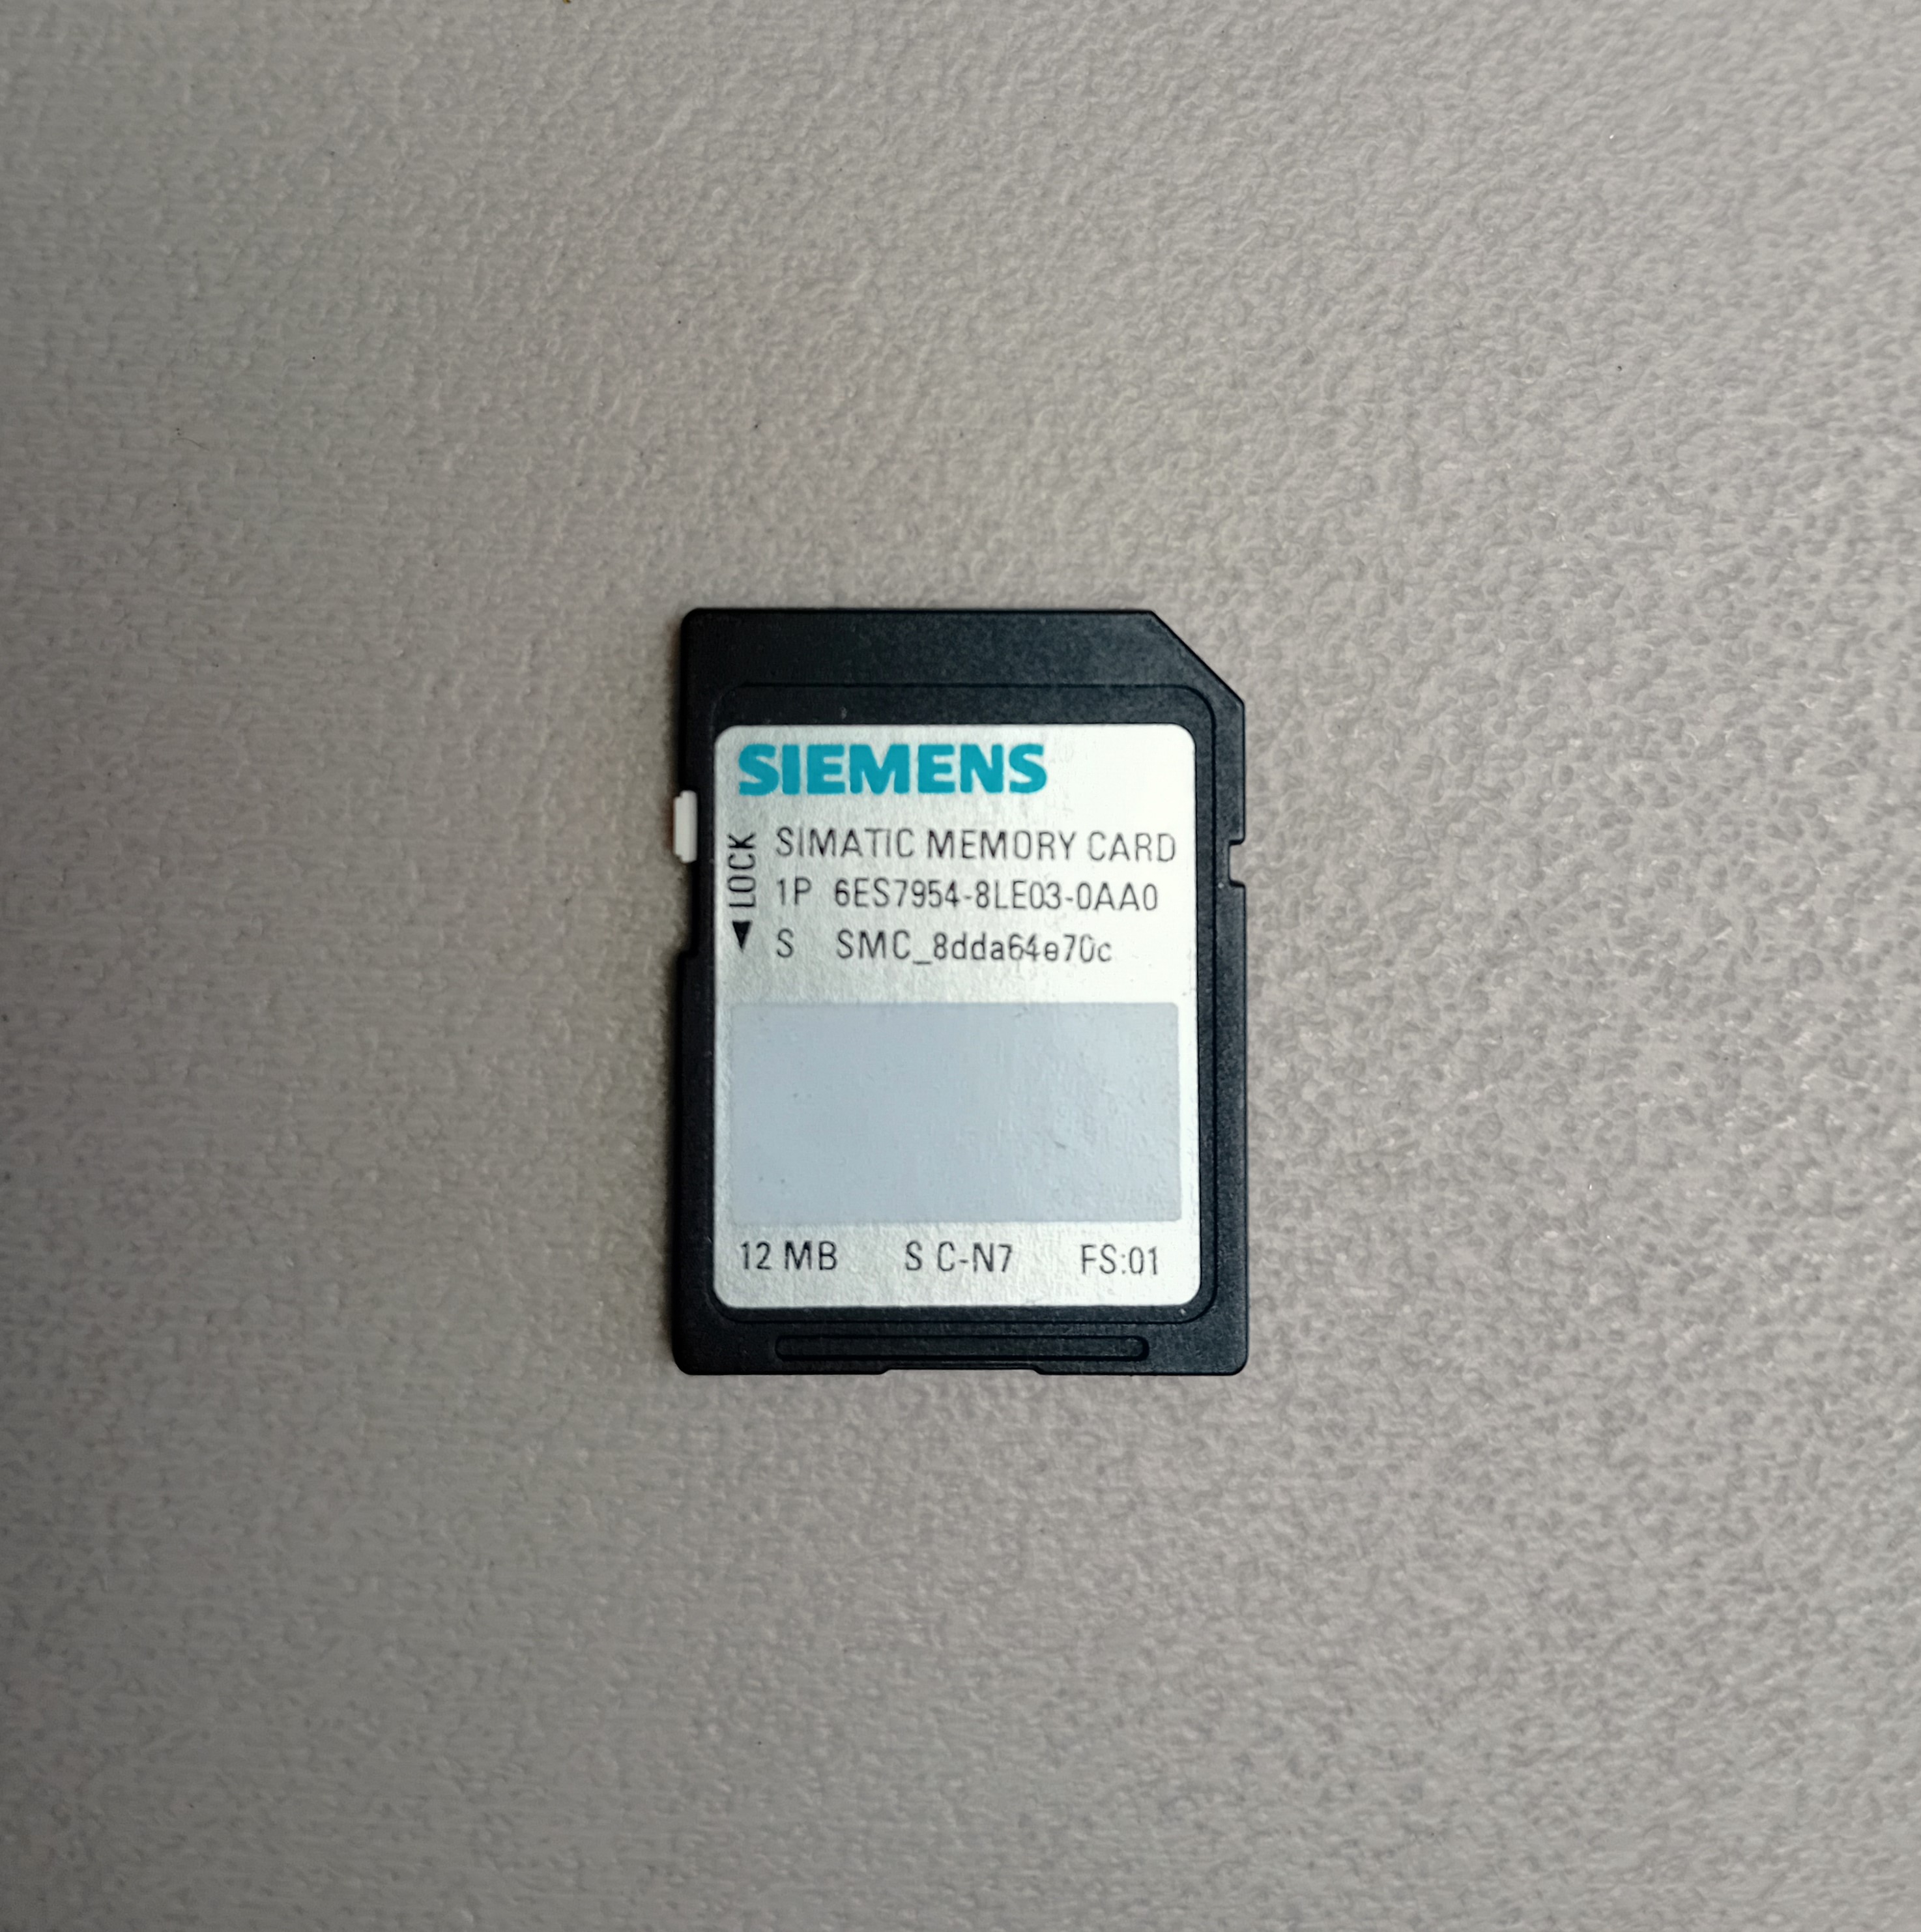 SIEMENS
◄LOCK
SIMATIC MEMORY CARD
1P 6ES7954-8LE03-0AA0
S SMC_8dda64e70c
12 MB S C-N7 FS:01